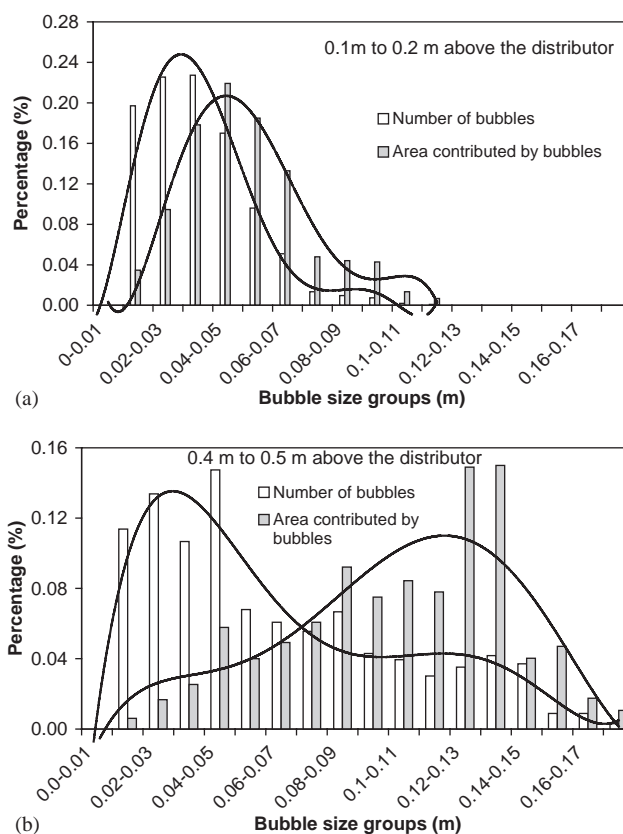 0.1m to 0.2 m above the distributor
Number of bubbles
Area contributed by bubbles
Percentage (%)
0.28
0.24
0.20
0.16
0.12
0.08
0.04
0.00
0-0.01
0.02-0.03
0.04-0.05
0.06-0.07
0.08-0.09
0.1-0.11
0.12-0.13
0.14-0.15
0.16-0.17
(a)
Bubble size groups (m)
0.4 m to 0.5 m above the distributor
Number of bubbles
Area contributed by
bubbles
Percentage (%)
0.16
0.12
0.08
0.04
0.00
0.0-0.01
0.02-0.03
0.04-0.05
0.06-0.07
0.08-0.09
0.1-0.11
0.12-0.13
0.14-0.15
0.16-0.17
(b)
Bubble size groups (m)